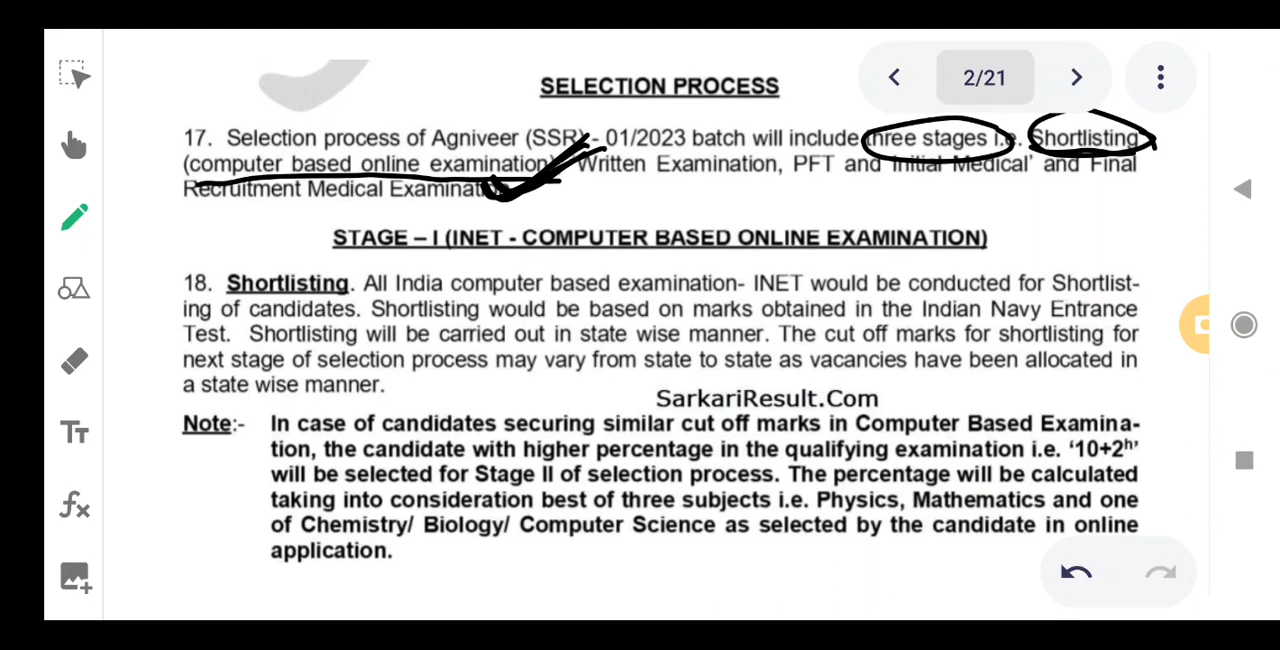 SELECTION PROCESS
2/21
17. Selection process of Agniveer (SSR) - 01/2023 batch will include three stages i.e. Shortlisting
(computer based online examination), 'Written Examination, PFT and Initial Medical' and Final
Recruitment Medical Examination
STAGE – I (INET - COMPUTER BASED ONLINE EXAMINATION)
18. Shortlisting. All India computer based examination- INET would be conducted for Shortlist-
ing of candidates. Shortlisting would be based on marks obtained in the Indian Navy Entrance
Test. Shortlisting will be carried out in state wise manner. The cut off marks for shortlisting for
next stage of selection process may vary from state to state as vacancies have been allocated in
a state wise manner.
SarkariResult.Com
Note:- In case of candidates securing similar cut off marks in Computer Based Examina-
tion, the candidate with higher percentage in the qualifying examination i.e. ‘10+2ʰ’
will be selected for Stage II of selection process. The percentage will be calculated
taking into consideration best of three subjects i.e. Physics, Mathematics and one
of Chemistry/ Biology/ Computer Science as selected by the candidate in online
application.
Tт
fx